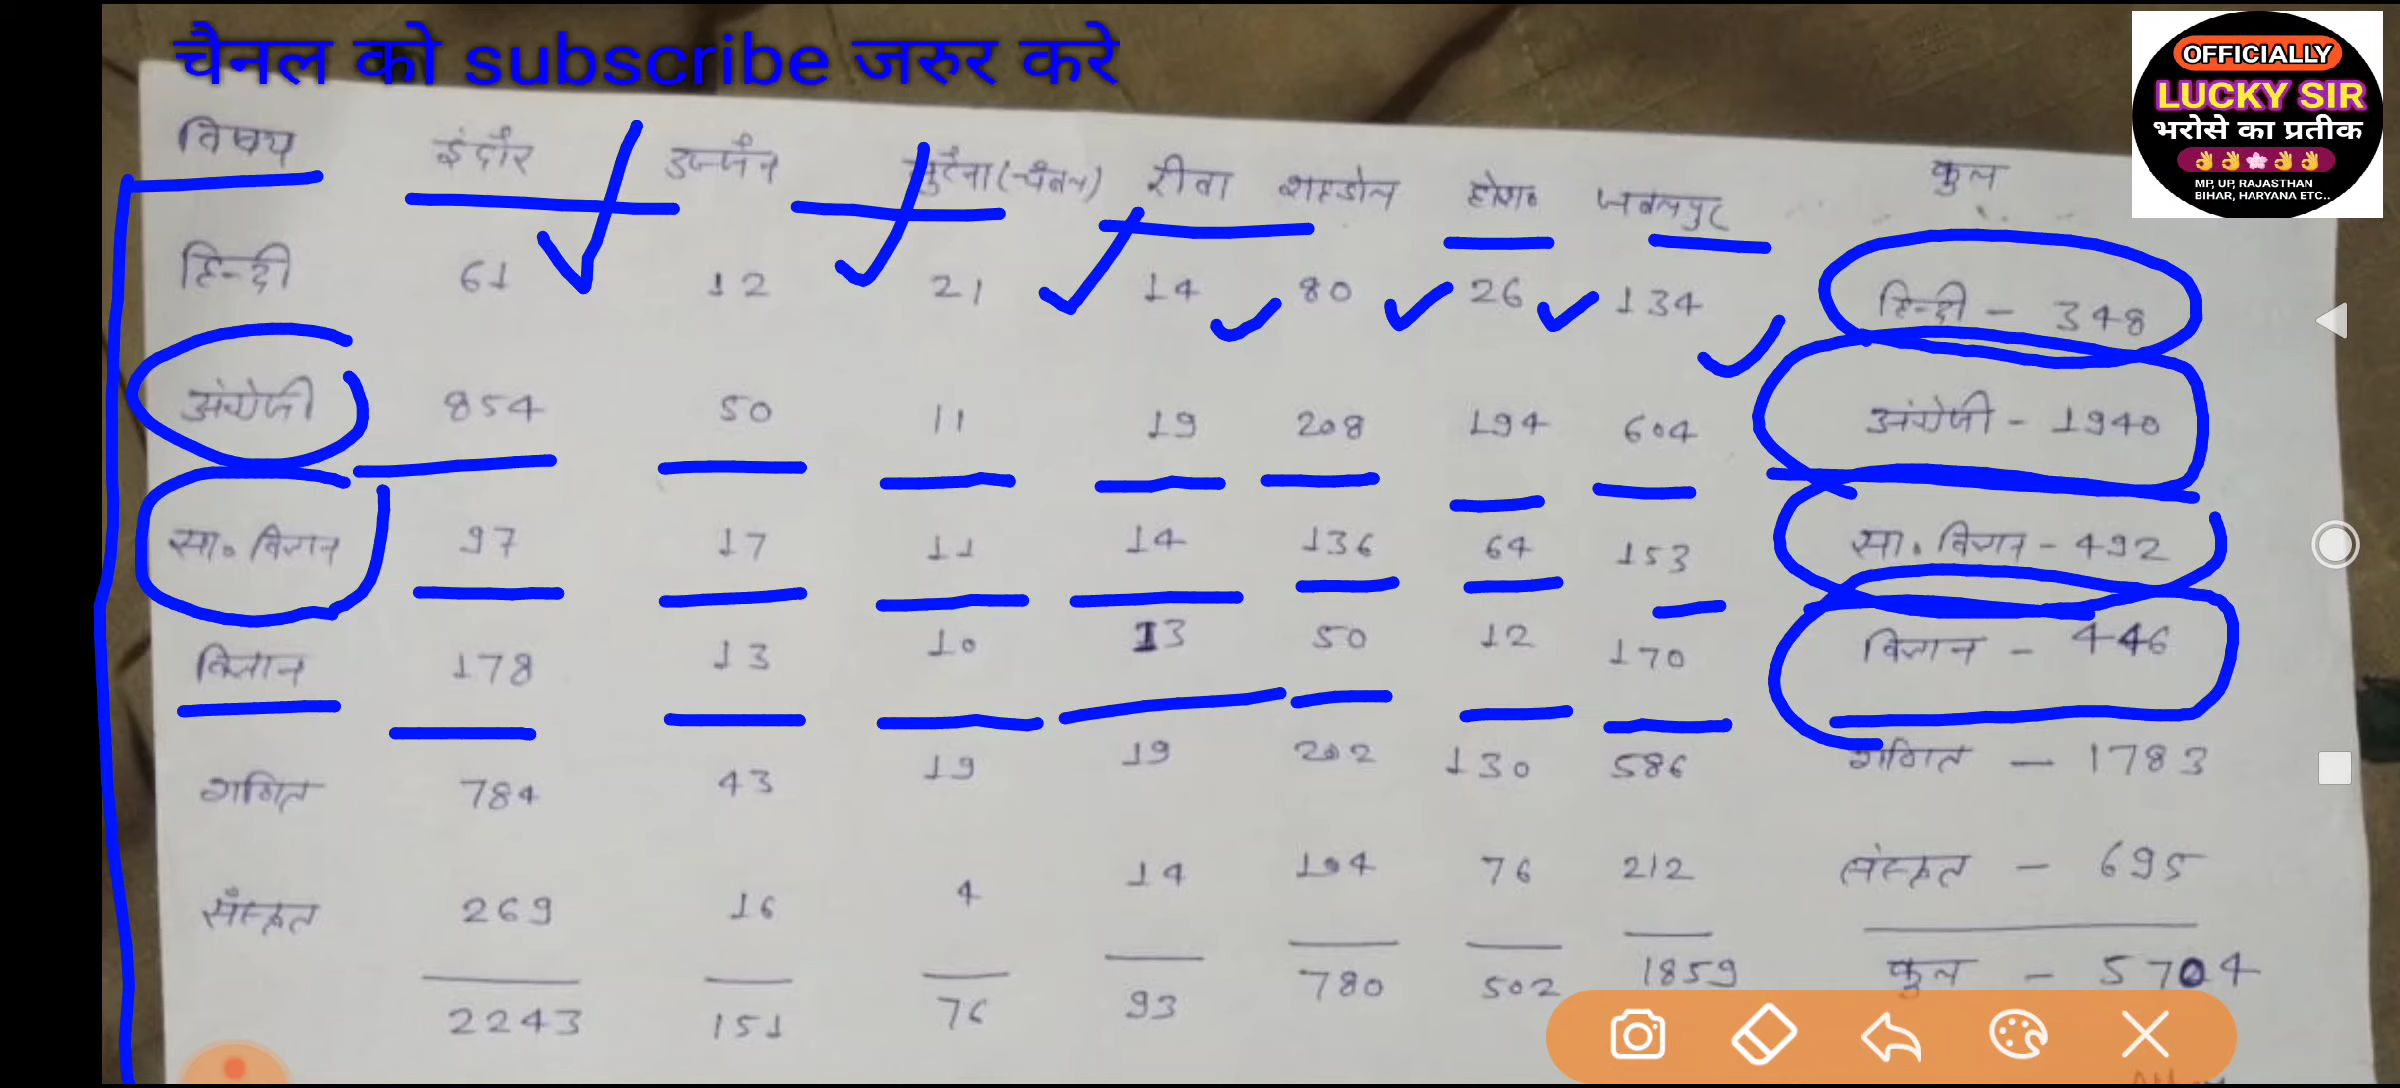 चैनल को subscribe जरुर करे
OFFICIALLY
LUCKY SIR
भरोसे का प्रतीक
MP, UP, RAJASTHAN
BIHAR, HARYANA ETC..
विषय इंदौर उज्जैन मुरैना (चंबल) रीवा शहडोल होशं० जबलपुर कुल
हिन्दी 61 12 21 14 80 26 134 हिन्दी - 348
अंग्रेजी 854 50 11 19 208 194 604 अंग्रेजी - 1940
सा० विज्ञान 97 17 11 14 136 64 153 सा. विज्ञान - 492
विज्ञान 178 13 10 13 50 12 170 विज्ञान - 446
गणित 784 43 19 19 202 130 586 गणित - 1783
संस्कृत 269 16 4 14 104 76 212 संस्कृत - 695
2243 151 76 93 780 502 1859 कुल - 5704